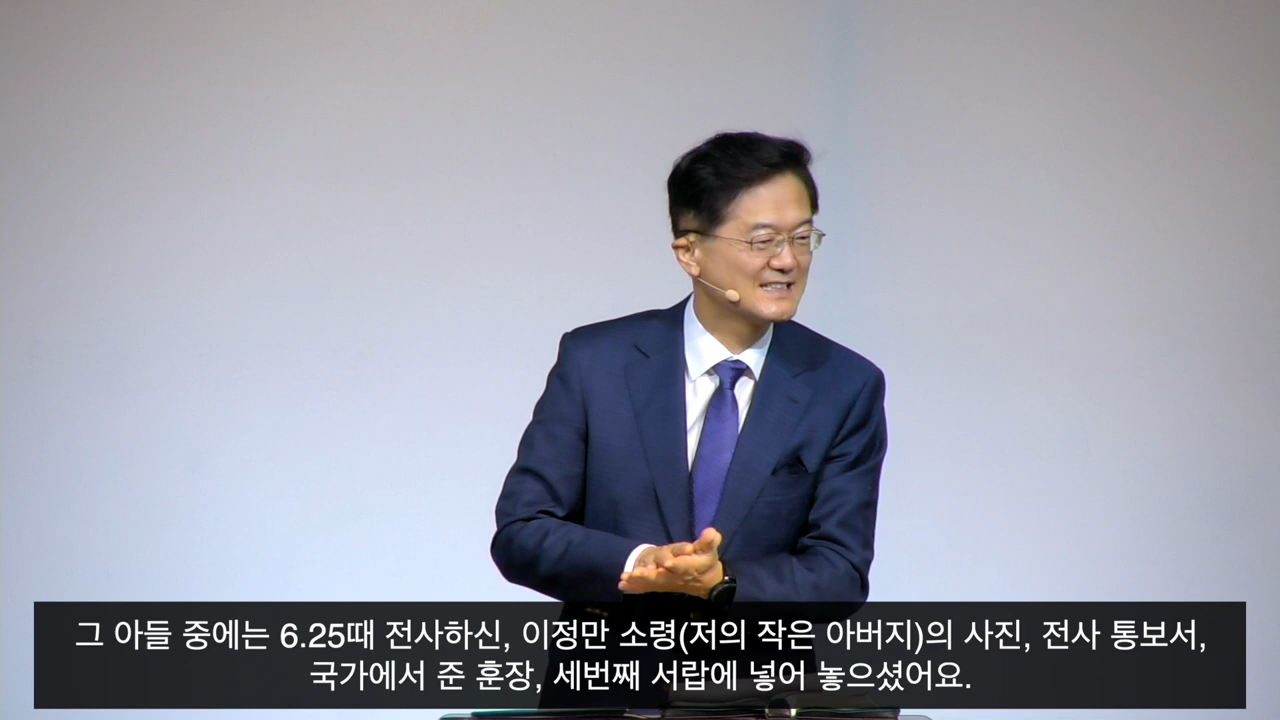 그 아들 중에는 6.25때 전사하신, 이정만 소령(저의 작은 아버지)의 사진, 전사 통보서,
국가에서 준 훈장, 세번째 서랍에 넣어 놓으셨어요.